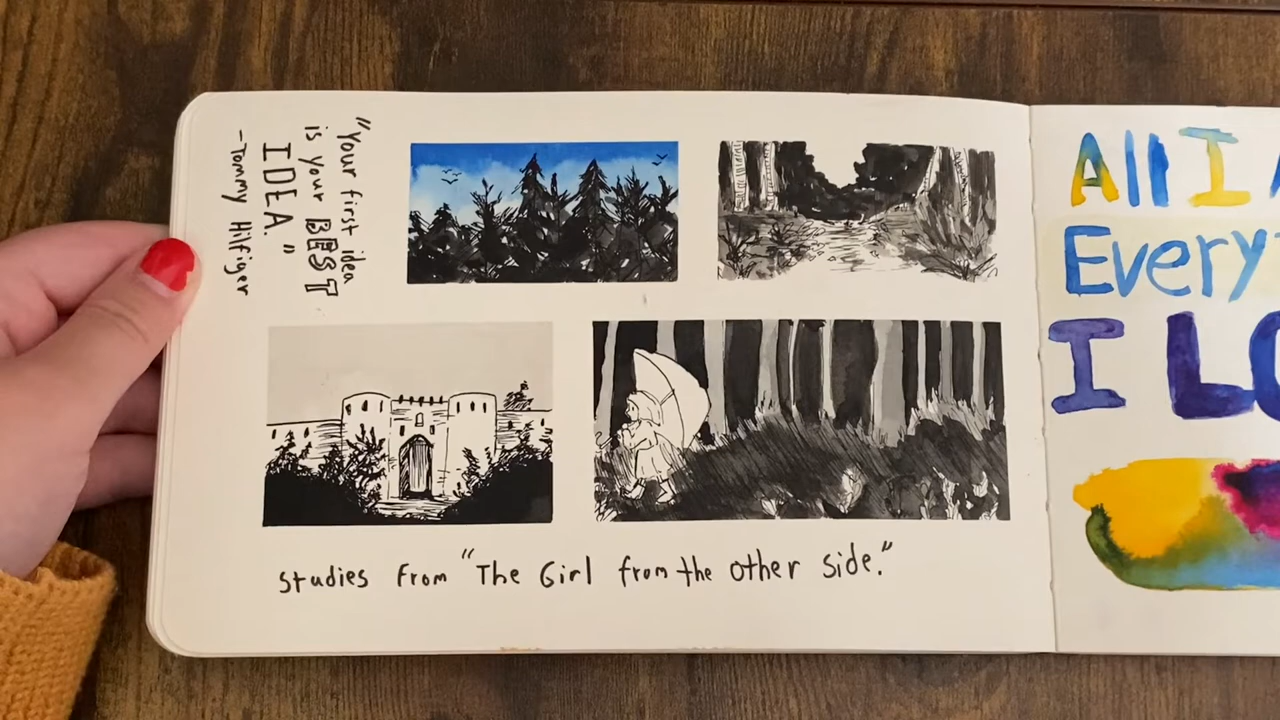 "Your first idea
is your BEST
IDEA."
-Tommy Hilfiger
studies from "The Girl from the other side."
All I
Every
I LO